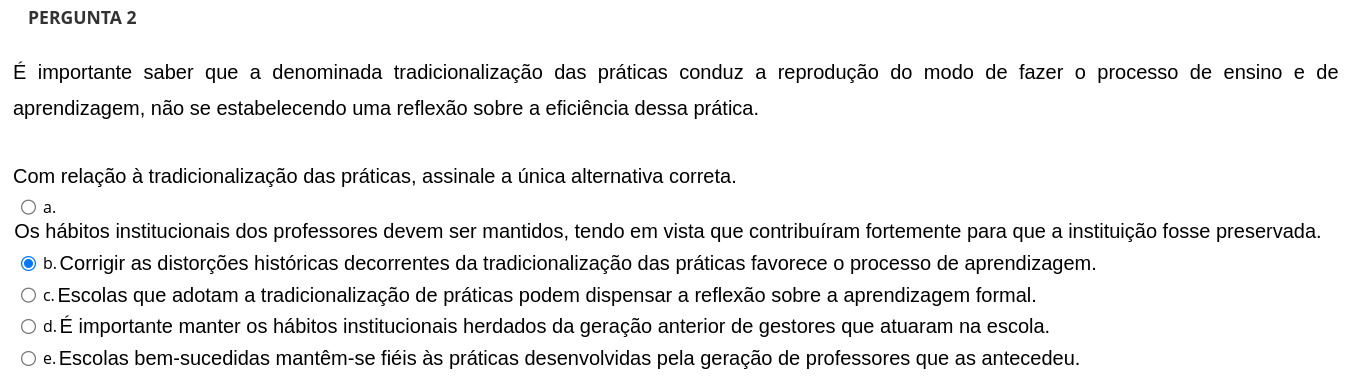 PERGUNTA 2
É importante saber que a denominada tradicionalização das práticas conduz a reprodução do modo de fazer o processo de ensino e de
aprendizagem, não se estabelecendo uma reflexão sobre a eficiência dessa prática.
Com relação à tradicionalização das práticas, assinale a única alternativa correta.
a.
Os hábitos institucionais dos professores devem ser mantidos, tendo em vista que contribuíram fortemente para que a instituição fosse preservada.
b. Corrigir as distorções históricas decorrentes da tradicionalização das práticas favorece o processo de aprendizagem.
c. Escolas que adotam a tradicionalização de práticas podem dispensar a reflexão sobre a aprendizagem formal.
d. É importante manter os hábitos institucionais herdados da geração anterior de gestores que atuaram na escola.
e. Escolas bem-sucedidas mantêm-se fiéis às práticas desenvolvidas pela geração de professores que as antecedeu.